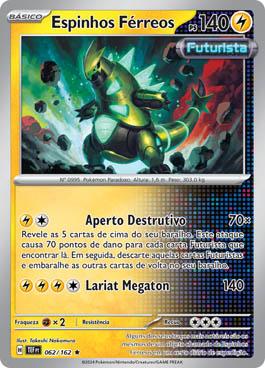 BÁSICO
Espinhos Férreos
PS 140
Futurista
Nº 0995 Pokémon Paradoxo. Altura: 1,6 m Peso: 303,0 kg
Aperto Destrutivo 70×
Revele as 5 cartas de cima do seu baralho. Este ataque
causa 70 pontos de dano para cada carta Futurista que
encontrar lá. Em seguida, descarte aquelas cartas Futuristas
e embaralhe as outras cartas de volta no seu baralho.
Lariat Megaton 140
Fraqueza ×2 Resistência Recuo
Ilus. Takeshi Nakamura
H TEF PT 062/162 ★
©2024 Pokémon/Nintendo/Creatures/GAME FREAK